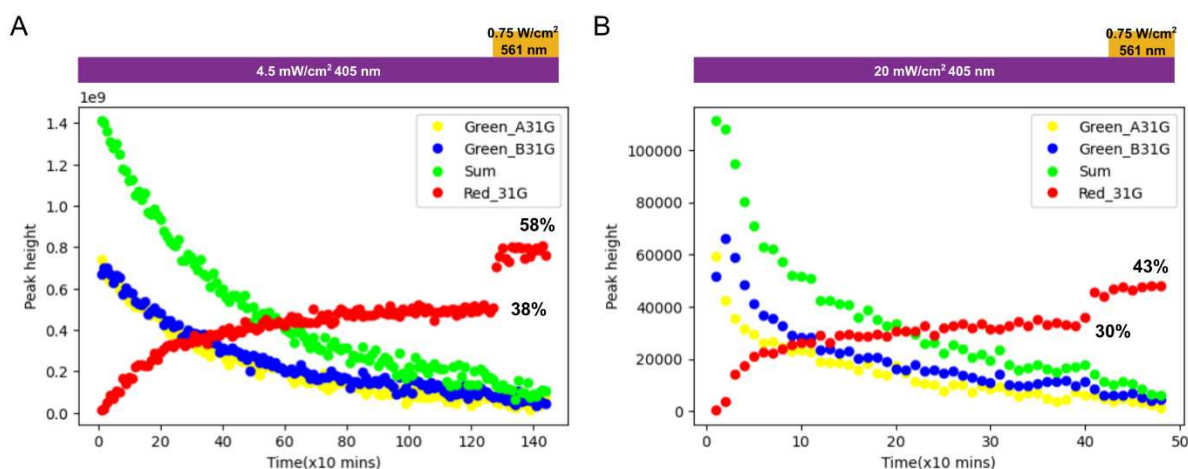 A
0.75 W/cm²
561 nm
4.5 mW/cm² 405 nm
1e9
1.4
1.2
1.0
0.8
0.6
0.4
0.2
0.0
Peak height
Green_A31G
Green_B31G
Sum
Red_31G
58%
38%
0 20 40 60 80 100 120 140
Time(x10 mins)
B
0.75 W/cm²
561 nm
20 mW/cm² 405 nm
100000
80000
60000
40000
20000
0
Peak height
Green_A31G
Green_B31G
Sum
Red_31G
43%
30%
0 10 20 30 40 50
Time(x10 mins)